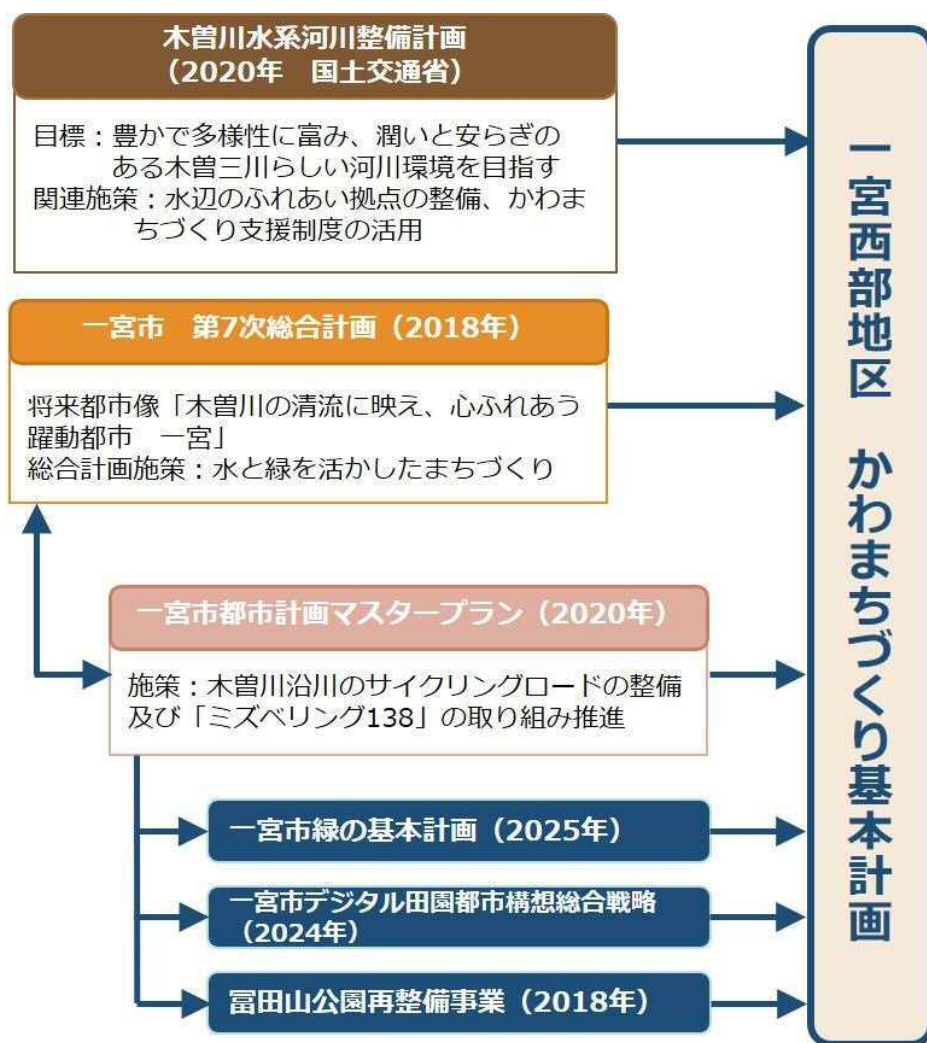 木曽川水系河川整備計画
（2020年　国土交通省）
目標：豊かで多様性に富み、潤いと安らぎの
ある木曽三川らしい河川環境を目指す
関連施策：水辺のふれあい拠点の整備、かわま
ちづくり支援制度の活用
一宮市　第7次総合計画（2018年）
将来都市像「木曽川の清流に映え、心ふれあう
躍動都市　一宮」
総合計画施策：水と緑を活かしたまちづくり
一宮市都市計画マスタープラン（2020年）
施策：木曽川沿川のサイクリングロードの整備
及び「ミズベリング138」の取り組み推進
一宮市緑の基本計画（2025年）
一宮市デジタル田園都市構想総合戦略
（2024年）
冨田山公園再整備事業（2018年）
一宮西部地区　かわまちづくり基本計画